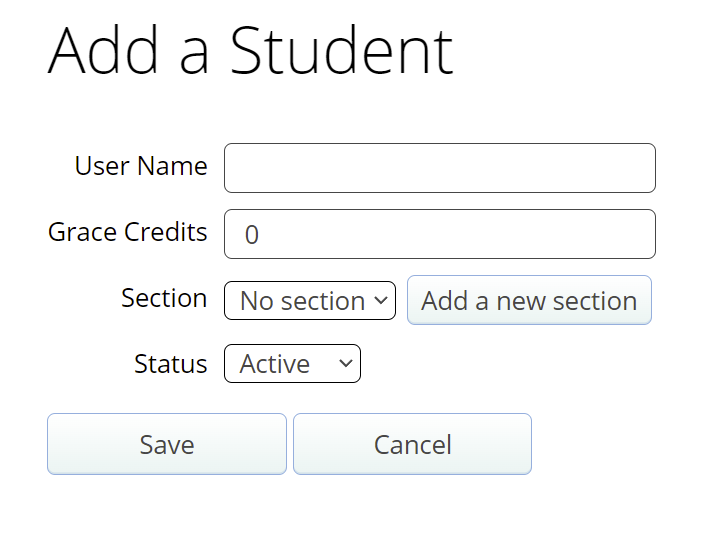 Add a Student
User Name
Grace Credits 0
Section No section Add a new section
Status Active
Save Cancel